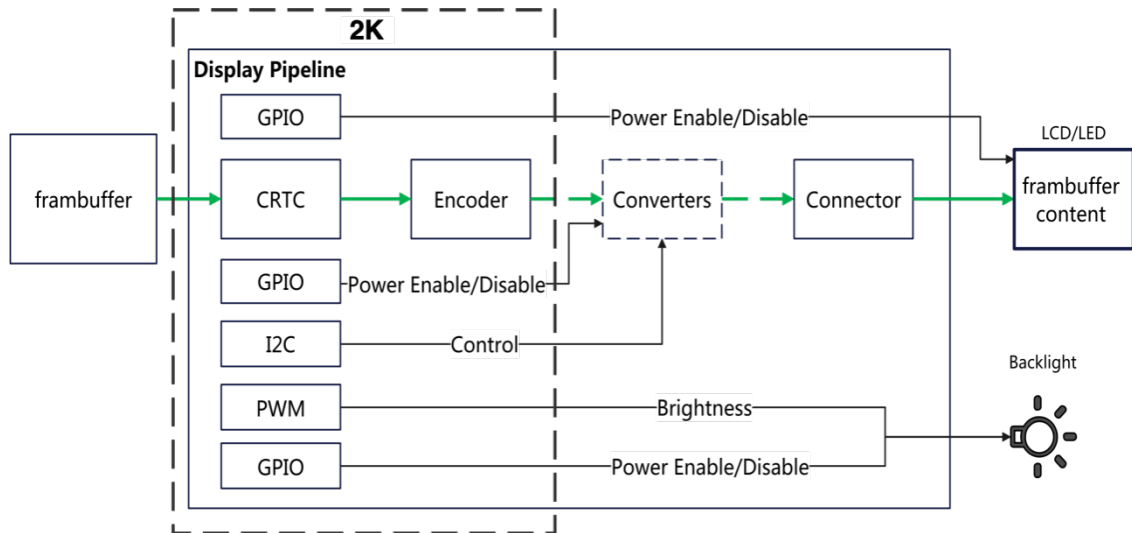 2K
Display Pipeline
GPIO
Power Enable/Disable
LCD/LED
frambuffer
CRTC
Encoder
Converters
Connector
frambuffer
content
GPIO
Power Enable/Disable
I2C
Control
Backlight
PWM
Brightness
GPIO
Power Enable/Disable